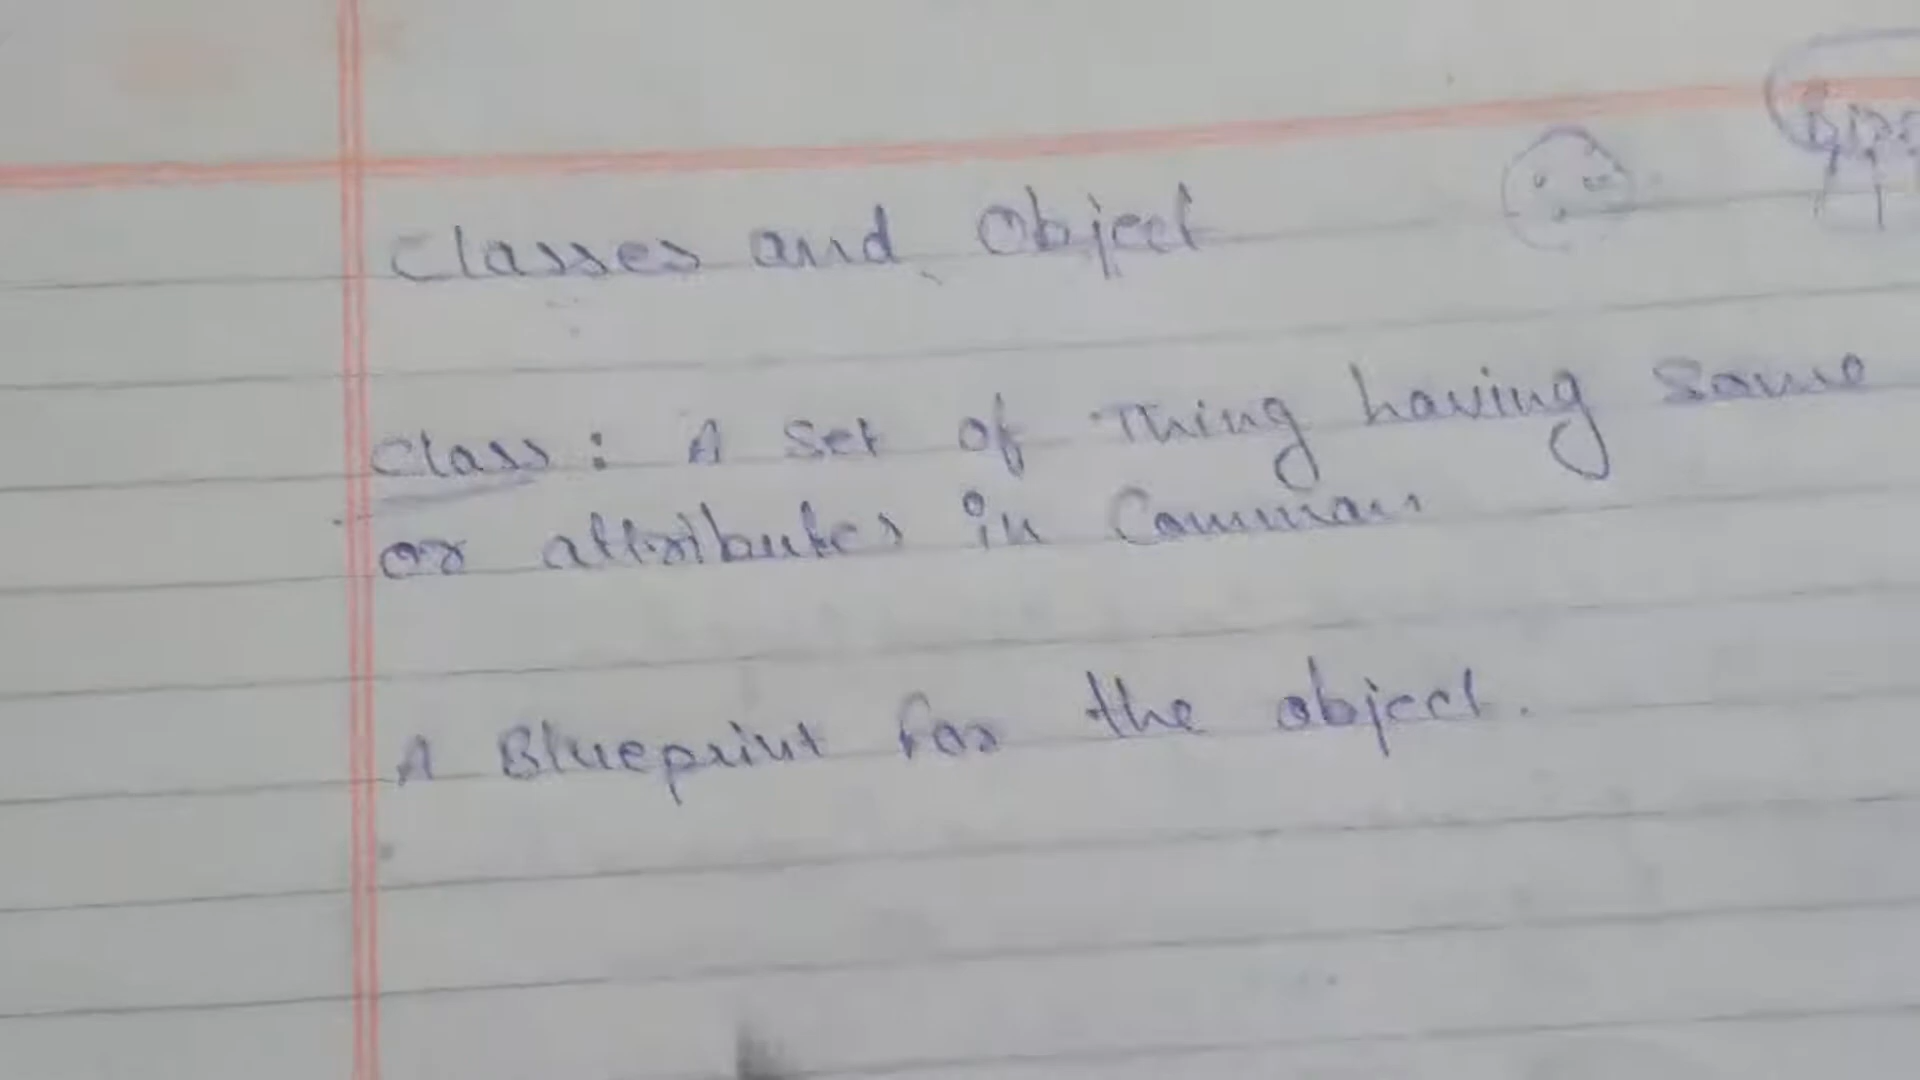 Classes and Object
Class: A Set of Thing having same
or attributes in Common
A Blueprint for the object.